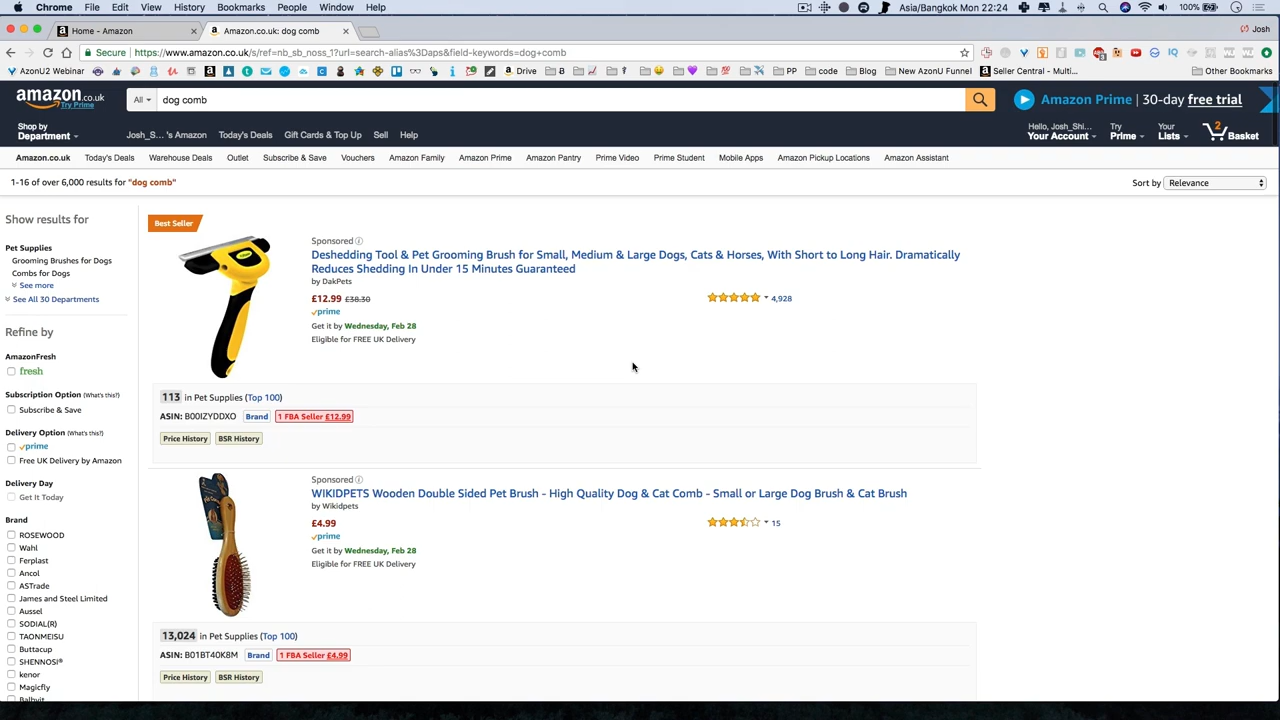 Chrome File Edit View History Bookmarks People Window Help
Asia/Bangkok Mon 22:24 100%
Home - Amazon
Amazon.co.uk: dog comb
Josh
Secure https://www.amazon.co.uk/s/ref=nb_sb_noss_1?url=search-alias%3Daps&field-keywords=dog+comb
AzonU2 Webinar
Drive
PP
code
Blog
New AzonU Funnel
Seller Central - Multi...
Other Bookmarks
amazon.co.uk
Try Prime
All
dog comb
Amazon Prime | 30-day free trial
Shop by
Department
Josh_S... 's Amazon Today's Deals Gift Cards & Top Up Sell Help
Hello, Josh_Shi...
Your Account
Try
Prime
Your
Lists
2
Basket
Amazon.co.uk Today's Deals Warehouse Deals Outlet Subscribe & Save Vouchers Amazon Family Amazon Prime Amazon Pantry Prime Video Prime Student Mobile Apps Amazon Pickup Locations Amazon Assistant
1-16 of over 6,000 results for "dog comb"
Sort by Relevance
Show results for
Pet Supplies
Grooming Brushes for Dogs
Combs for Dogs
See more
See All 30 Departments
Refine by
AmazonFresh
fresh
Subscription Option (What's this?)
Subscribe & Save
Delivery Option (What's this?)
prime
Free UK Delivery by Amazon
Delivery Day
Get It Today
Brand
ROSEWOOD
Wahl
Ferplast
Ancol
ASTrade
James and Steel Limited
Aussel
SODIAL(R)
TAONMEISU
Buttacup
SHENNOSI®
kenor
Magicfly
Balbvit
Best Seller
Sponsored
Deshedding Tool & Pet Grooming Brush for Small, Medium & Large Dogs, Cats & Horses, With Short to Long Hair. Dramatically
Reduces Shedding In Under 15 Minutes Guaranteed
by DakPets
£12.99 £38.30
4,928
prime
Get it by Wednesday, Feb 28
Eligible for FREE UK Delivery
113 in Pet Supplies (Top 100)
ASIN: B00IZYDDXO Brand 1 FBA Seller £12.99
Price History BSR History
Sponsored
WIKIDPETS Wooden Double Sided Pet Brush - High Quality Dog & Cat Comb - Small or Large Dog Brush & Cat Brush
by Wikidpets
£4.99
15
prime
Get it by Wednesday, Feb 28
Eligible for FREE UK Delivery
13,024 in Pet Supplies (Top 100)
ASIN: B01BT40K8M Brand 1 FBA Seller £4.99
Price History BSR History